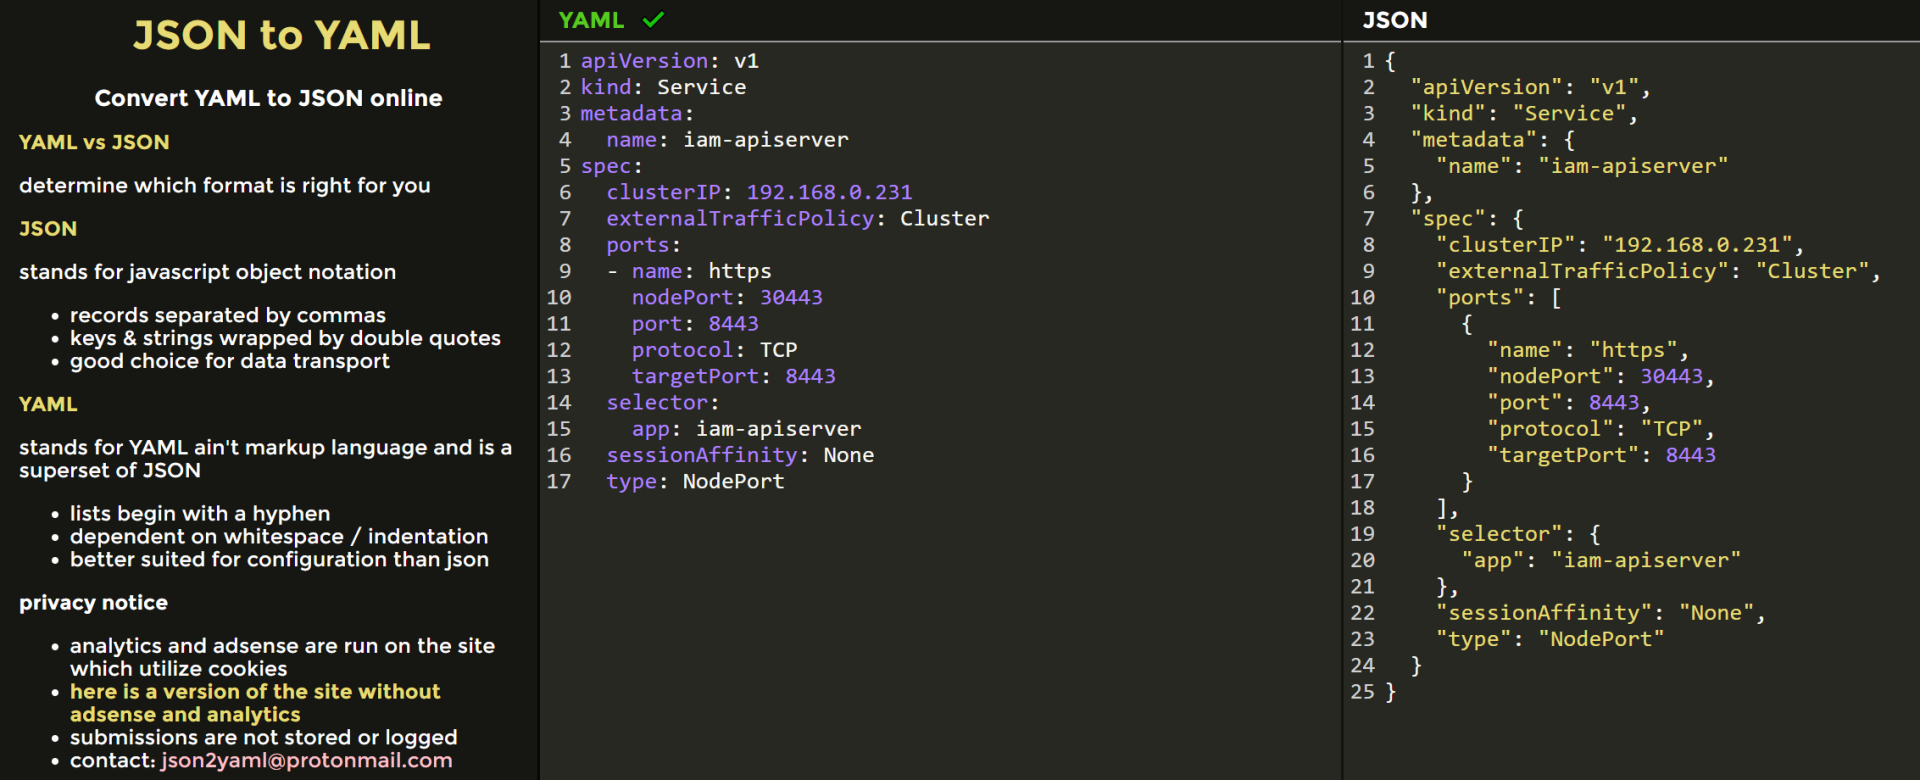 JSON to YAML
Convert YAML to JSON online
YAML vs JSON
determine which format is right for you
JSON
stands for javascript object notation
• records separated by commas
• keys & strings wrapped by double quotes
• good choice for data transport
YAML
stands for YAML ain't markup language and is a
superset of JSON
• lists begin with a hyphen
• dependent on whitespace / indentation
• better suited for configuration than json
privacy notice
• analytics and adsense are run on the site
which utilize cookies
• here is a version of the site without
adsense and analytics
• submissions are not stored or logged
• contact: json2yaml@protonmail.com
YAML ✓
1 apiVersion: v1
2 kind: Service
3 metadata:
4   name: iam-apiserver
5 spec:
6   clusterIP: 192.168.0.231
7   externalTrafficPolicy: Cluster
8   ports:
9   - name: https
10     nodePort: 30443
11     port: 8443
12     protocol: TCP
13     targetPort: 8443
14   selector:
15     app: iam-apiserver
16   sessionAffinity: None
17   type: NodePort
JSON
1 {
2   "apiVersion": "v1",
3   "kind": "Service",
4   "metadata": {
5     "name": "iam-apiserver"
6   },
7   "spec": {
8     "clusterIP": "192.168.0.231",
9     "externalTrafficPolicy": "Cluster",
10     "ports": [
11       {
12         "name": "https",
13         "nodePort": 30443,
14         "port": 8443,
15         "protocol": "TCP",
16         "targetPort": 8443
17       }
18     ],
19     "selector": {
20       "app": "iam-apiserver"
21     },
22     "sessionAffinity": "None",
23     "type": "NodePort"
24   }
25 }